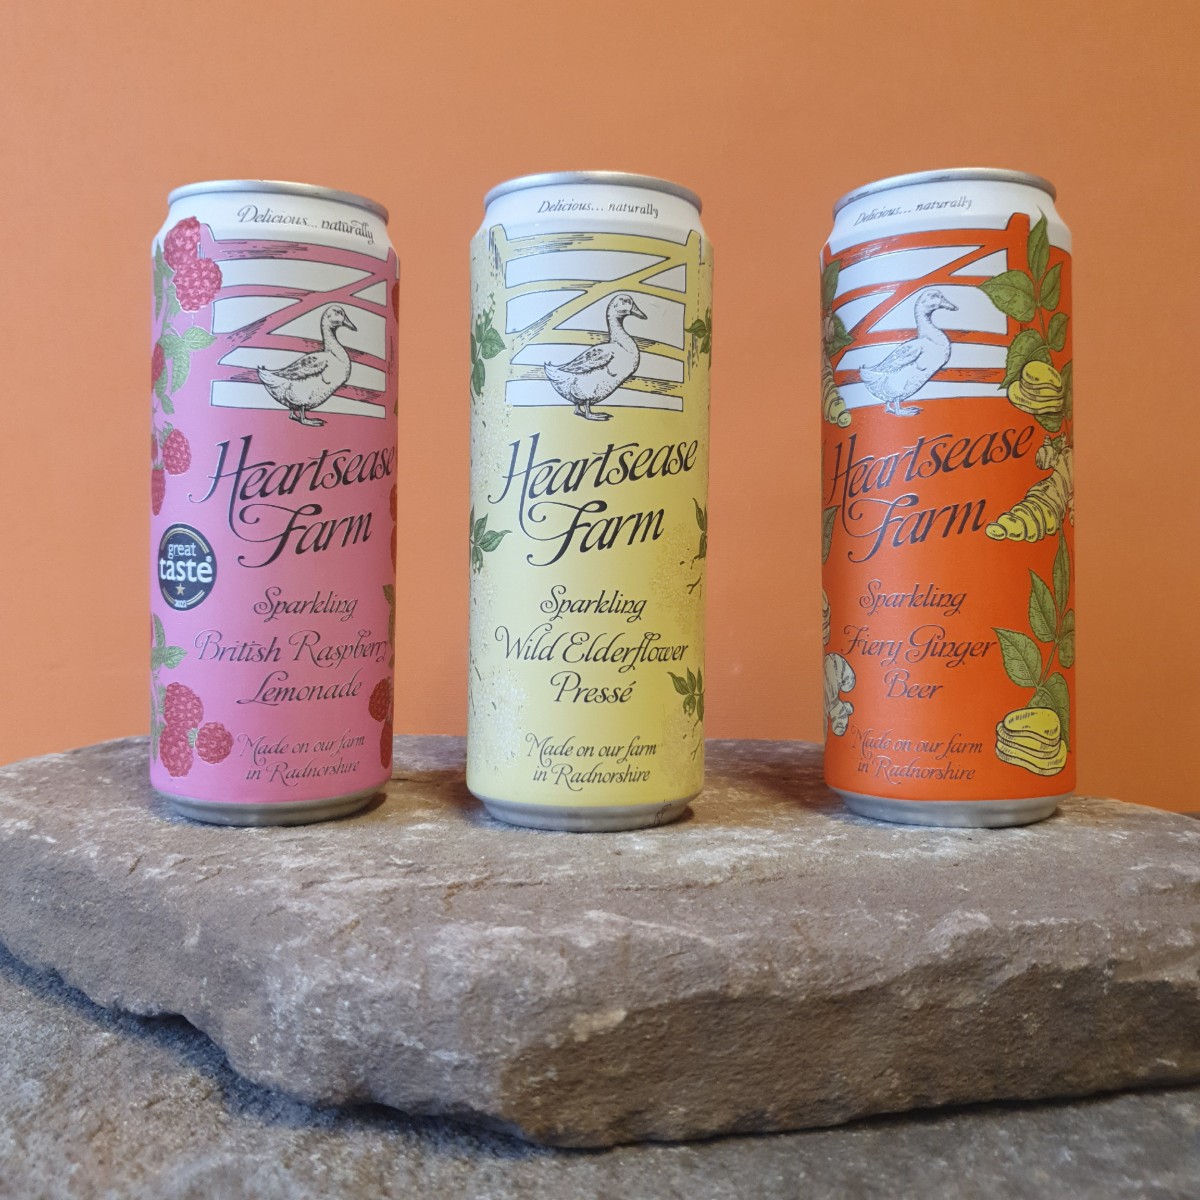 Delicious... naturally
Heartsease
Farm
great
taste
2022
Sparkling
British Raspberry
Lemonade
Made on our farm
in Radnorshire
Delicious... naturally
Heartsease
Farm
Sparkling
Wild Elderflower
Pressé
Made on our farm
in Radnorshire
Delicious... naturally
Heartsease
Farm
Sparkling
Fiery Ginger
Beer
Made on our farm
in Radnorshire